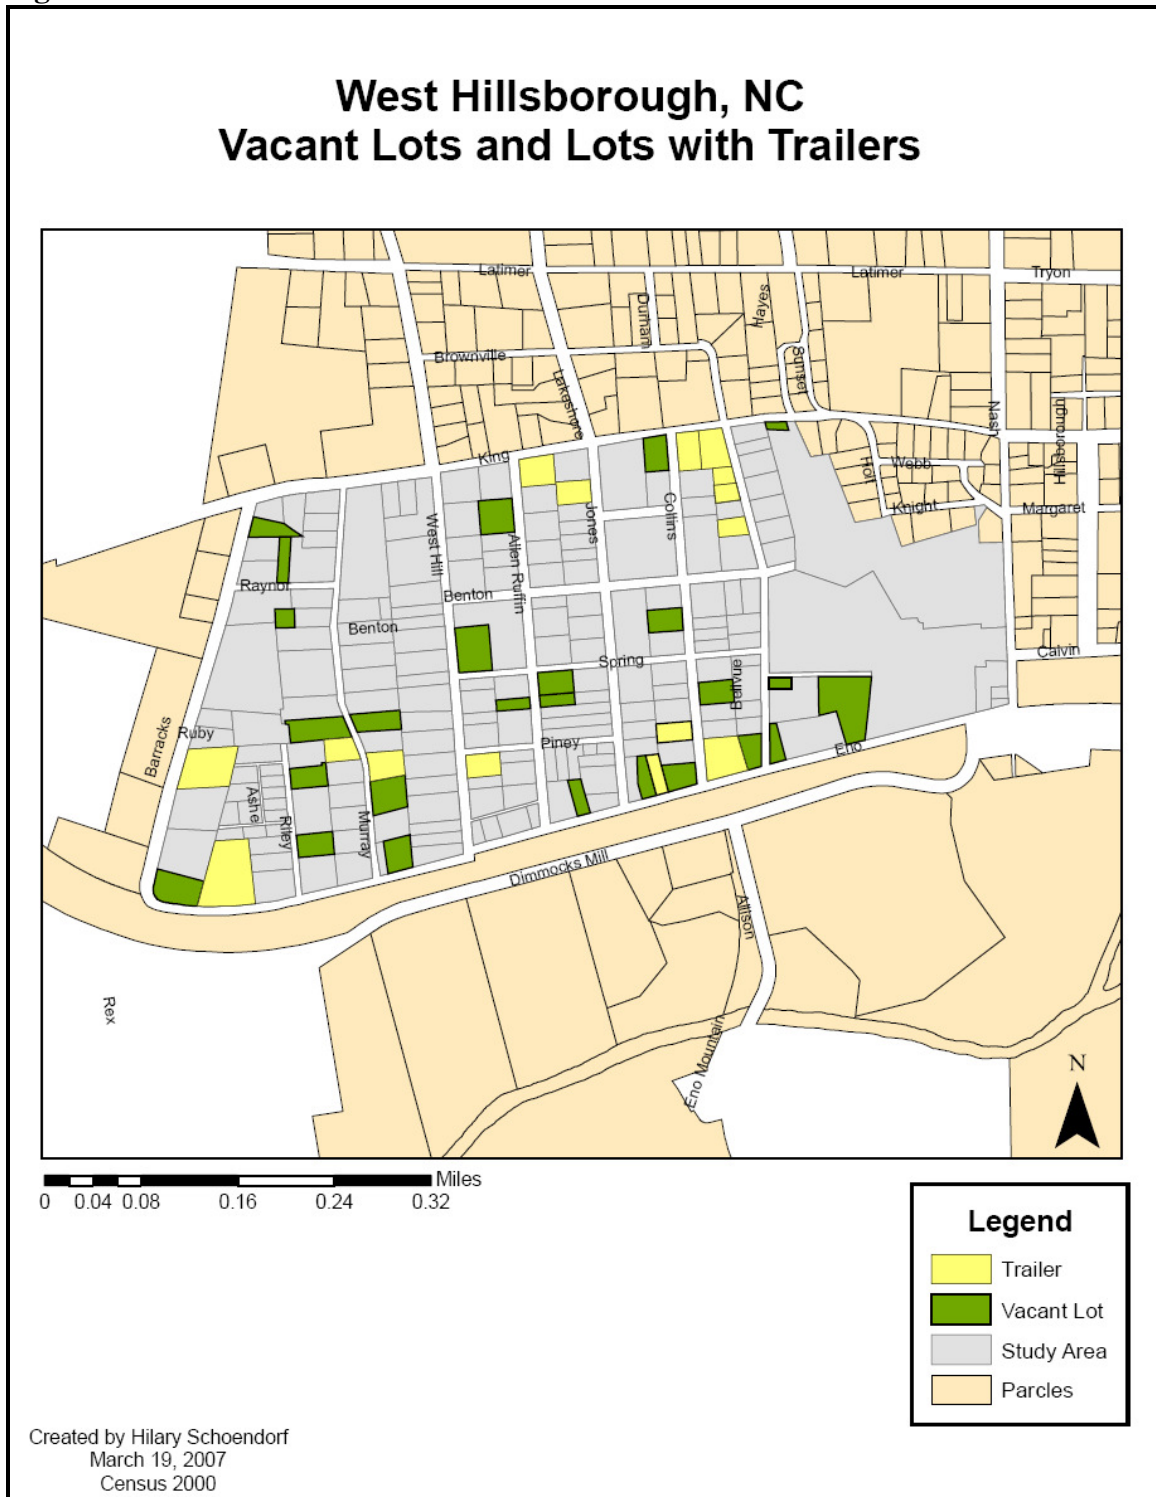 West Hillsborough, NC
Vacant Lots and Lots with Trailers
Latimer
Latimer
Tryon
Durham
Hayes
Brownville
Sunset
Lakeshore
Nash
Hillsborough
King
Holt
Webb
Knight
Margaret
West Hill
Allen Ruffin
Jones
Collins
Raynor
Benton
Benton
Spring
Calvin
Bellvue
Barracks
Ruby
Piney
Eno
Ashe
Riley
Murray
Dimmocks Mill
Allison
Rex
Eno Mountain
N
Miles
0 0.04 0.08 0.16 0.24 0.32
Legend
Trailer
Vacant Lot
Study Area
Parcles
Created by Hilary Schoendorf
March 19, 2007
Census 2000